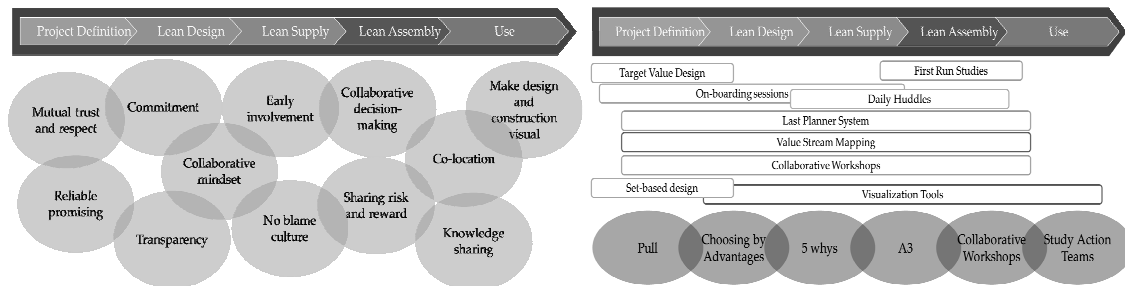 Project Definition
Lean Design
Lean Supply
Lean Assembly
Use
Mutual trust
and respect
Commitment
Early
involvement
Collaborative
decision-
making
Make design
and
construction
visual
Collaborative
mindset
Co-location
Reliable
promising
Transparency
No blame
culture
Sharing risk
and reward
Knowledge
sharing
Project Definition
Lean Design
Lean Supply
Lean Assembly
Use
Target Value Design
First Run Studies
On-boarding sessions
Daily Huddles
Last Planner System
Value Stream Mapping
Collaborative Workshops
Set-based design
Visualization Tools
Pull
Choosing by
Advantages
5 whys
A3
Collaborative
Workshops
Study Action
Teams